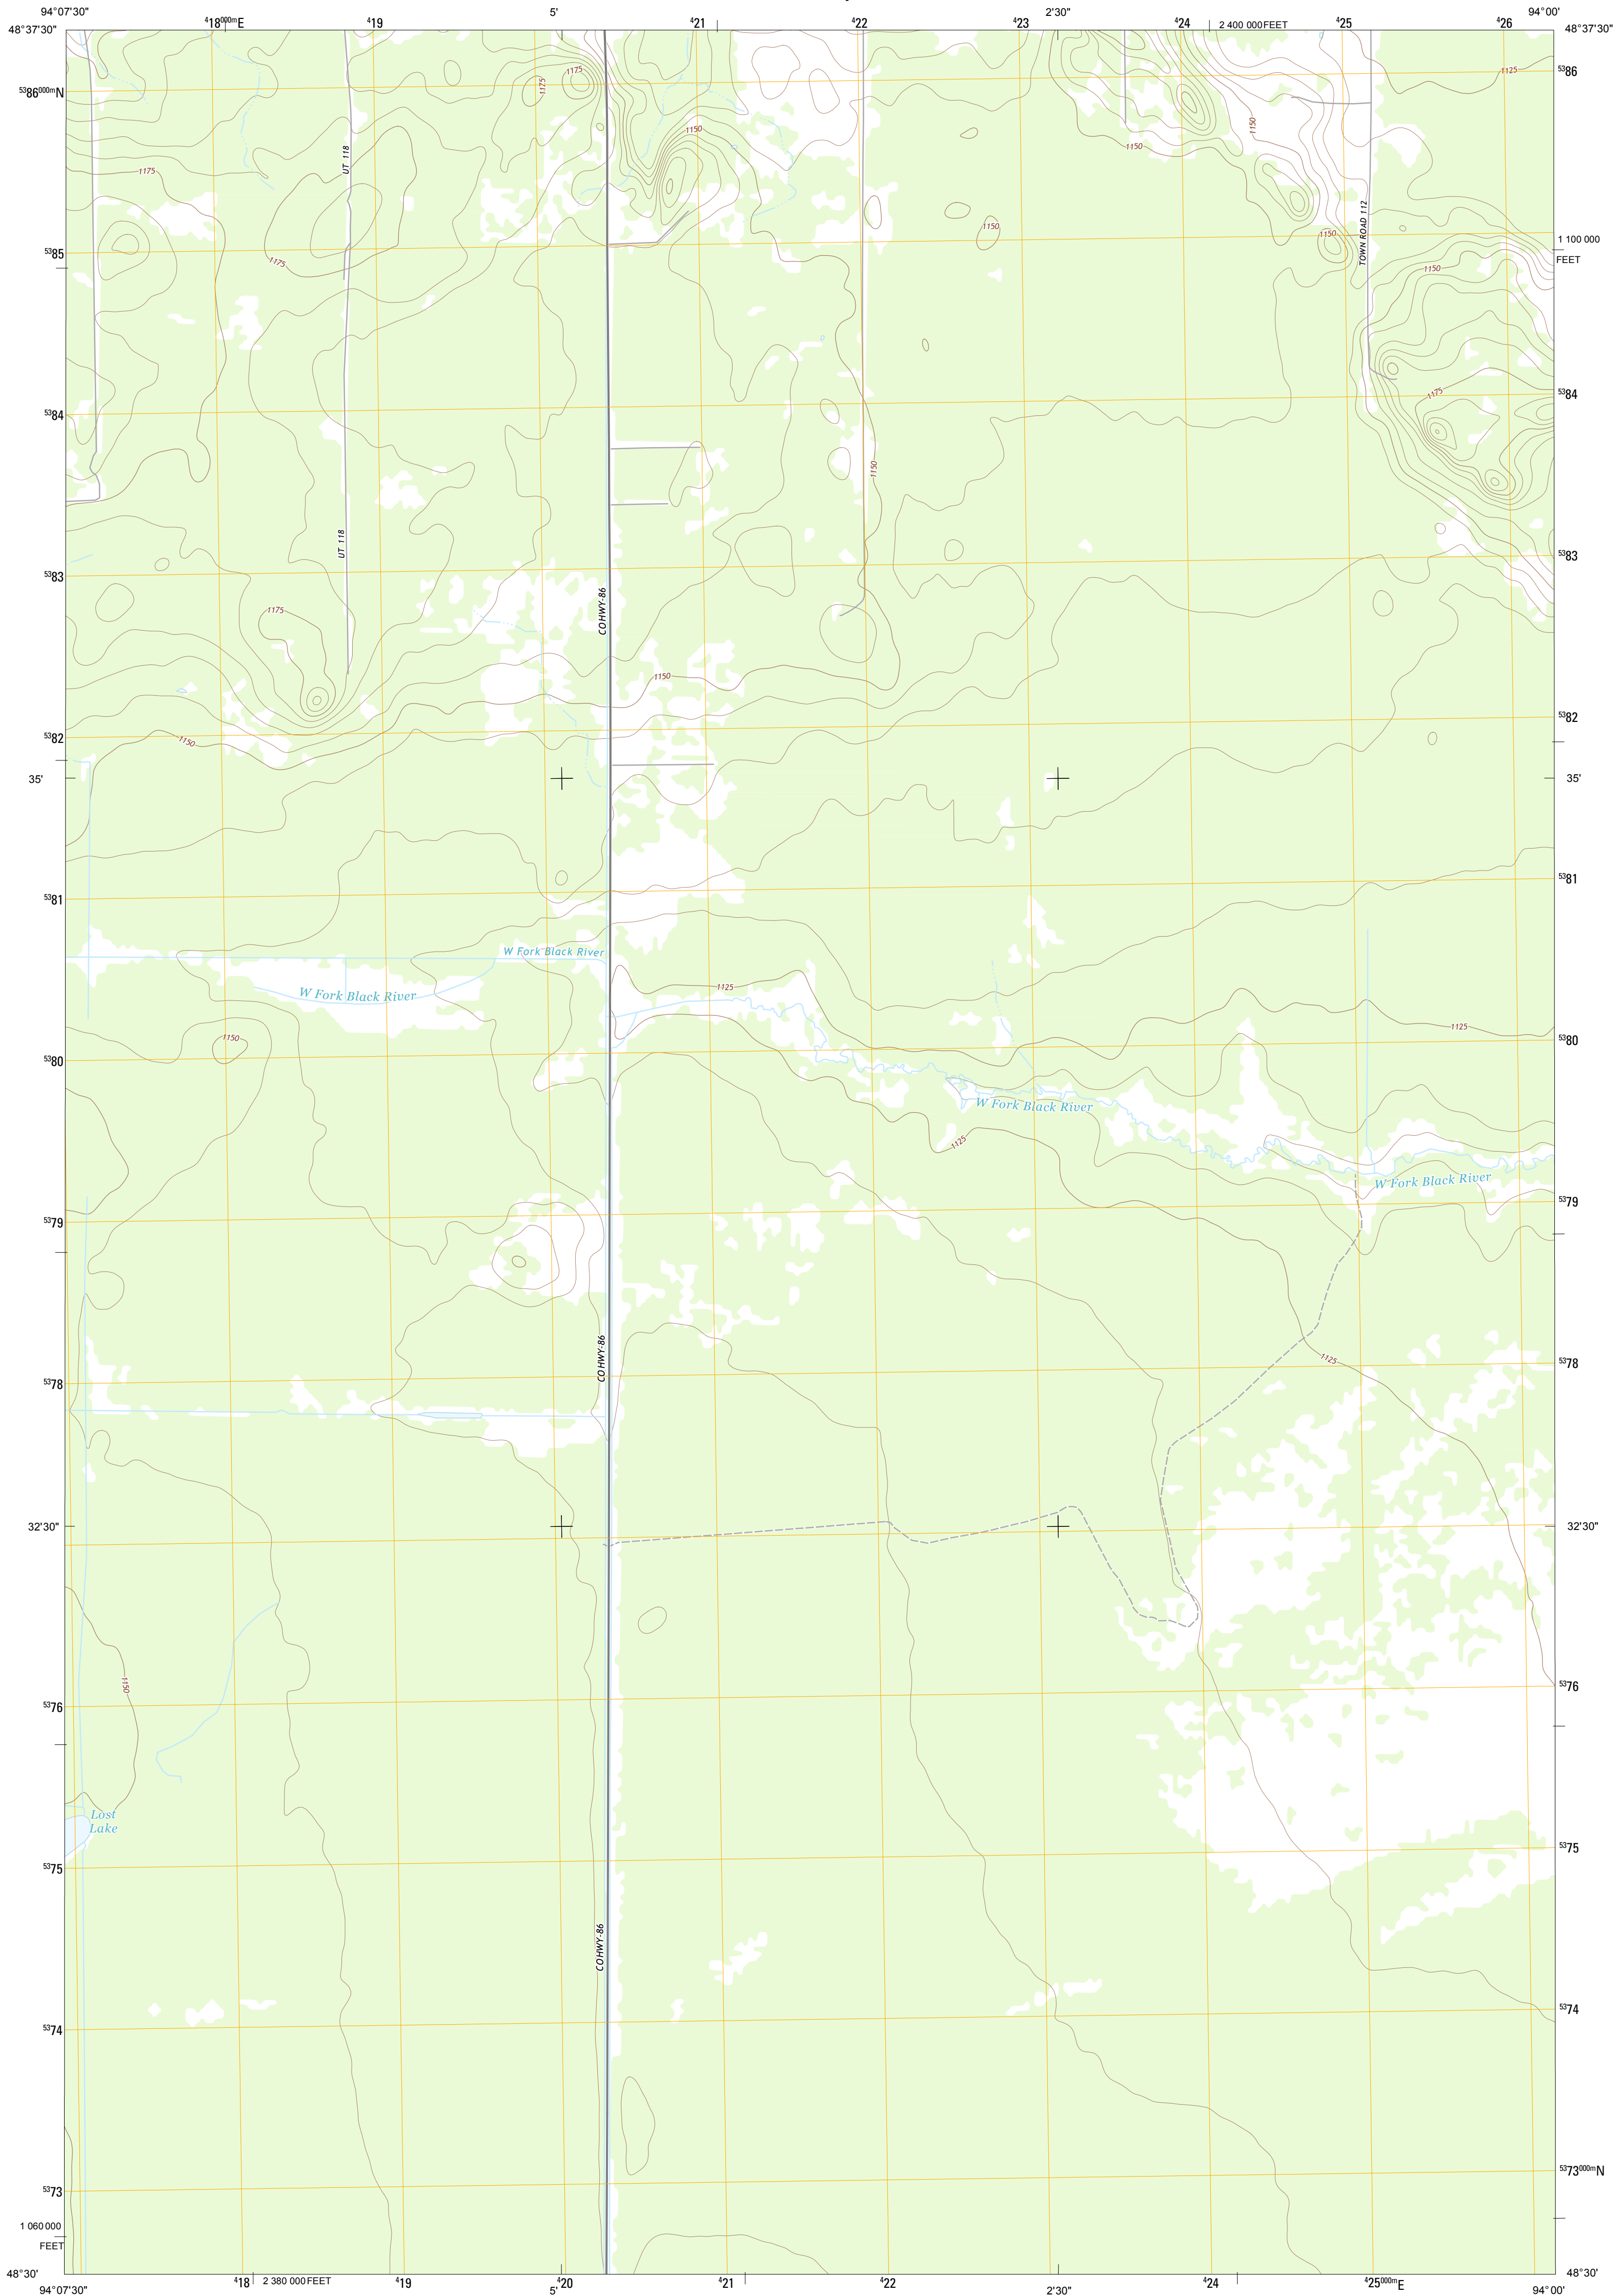 94°07'30" ⁴18⁰⁰⁰ᵐE ⁴19 5' ⁴21 ⁴22 ⁴23 2'30" ⁴24 2 400 000 FEET ⁴25 ⁴26 94°00'
48°37'30" 48°37'30"
1175 1175 1125
⁵³86⁰⁰⁰ᵐN ⁵³86
1150 1150
1150
1175
UT 118
1150 1150
TOWN ROAD 112
⁵³85 1 100 000
FEET
1175 1150
⁵³84 1175 ⁵³84
1150
UT 118
⁵³83 ⁵³83
1175 COHWY-86
1150
⁵³82 1150 ⁵³82
35' 35'
⁵³81 ⁵³81
W Fork Black River
W Fork Black River 1125
1125
⁵³80 1150 ⁵³80
W Fork Black River
1125
W Fork Black River
⁵³79 ⁵³79
COHWY-86
1125
⁵³78 ⁵³78
32'30" 32'30"
1150
⁵³76 ⁵³76
Lost
Lake
⁵³75 ⁵³75
COHWY-86
⁵³74 ⁵³74
⁵³73 ⁵³73⁰⁰⁰ᵐN
1 060 000
FEET
48°30' 48°30'
94°07'30" ⁴18 2 380 000 FEET ⁴19 5' ⁴20 ⁴21 ⁴22 2'30" ⁴24 ⁴25⁰⁰⁰ᵐE 94°00'